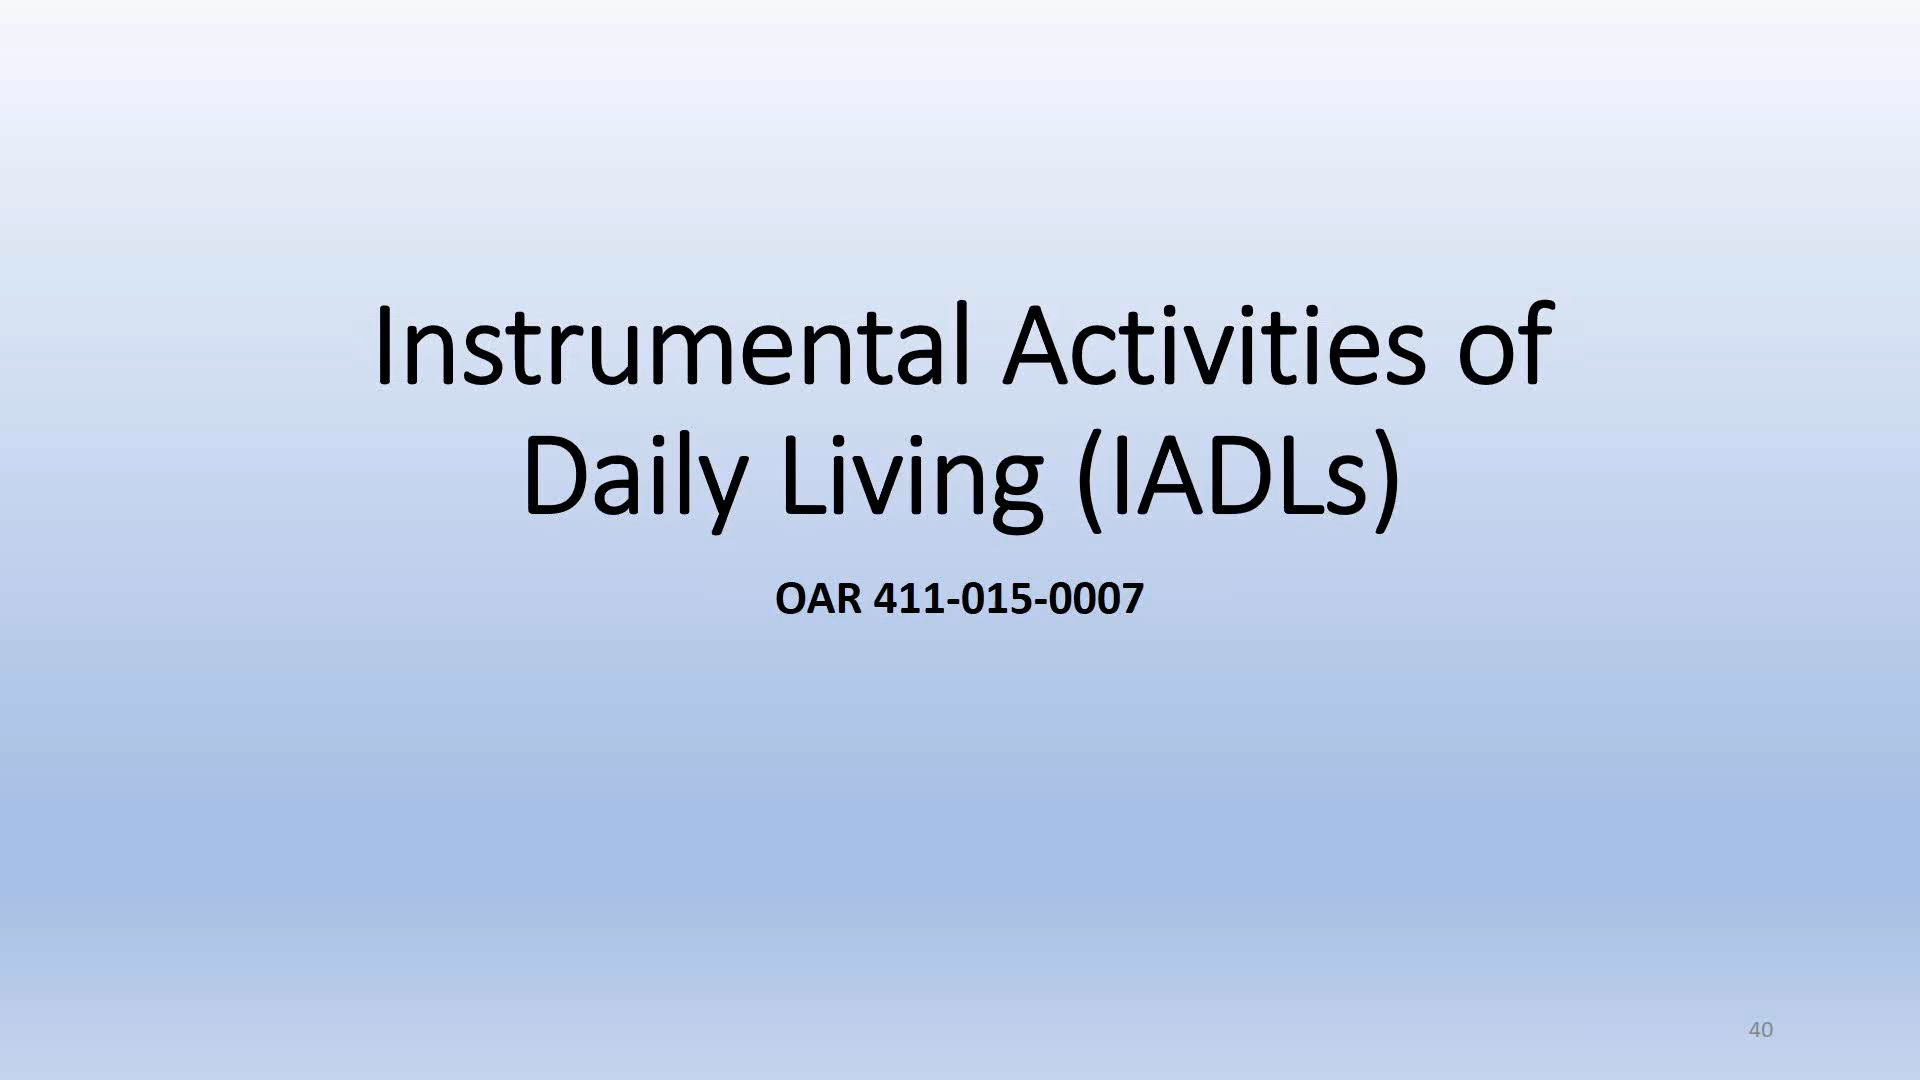 Instrumental Activities of
Daily Living (IADLs)
OAR 411-015-0007
40